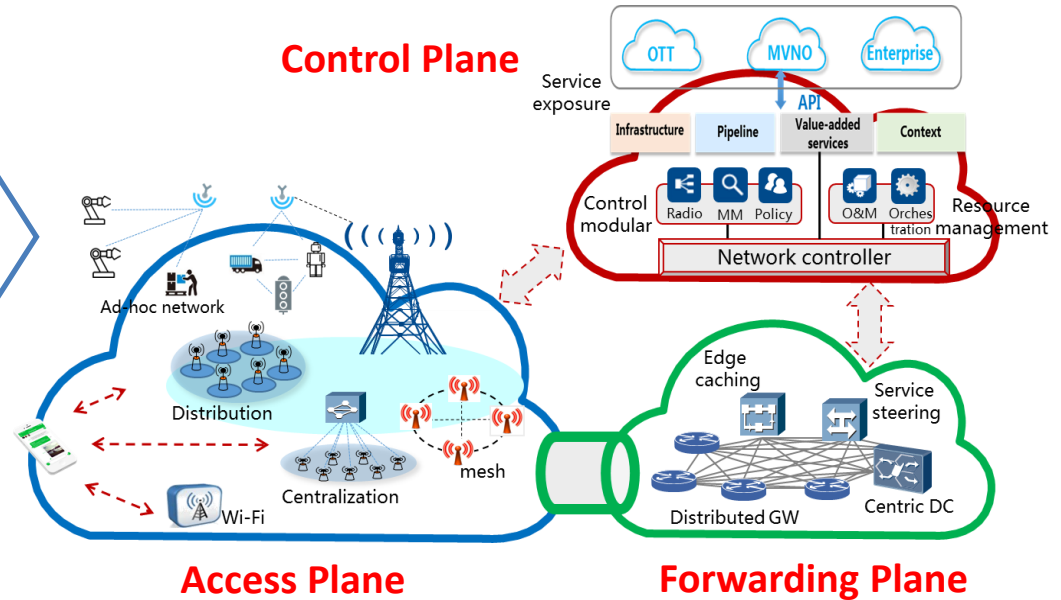 Control Plane
OTT
MVNO
Enterprise
Service
exposure
API
Infrastructure
Pipeline
Value-added
services
Context
Control
modular
Radio
MM
Policy
O&M
Orches
tration
Resource
management
Network controller
Ad-hoc network
Distribution
Centralization
mesh
Wi-Fi
Access Plane
Edge
caching
Service
steering
Distributed GW
Centric DC
Forwarding Plane